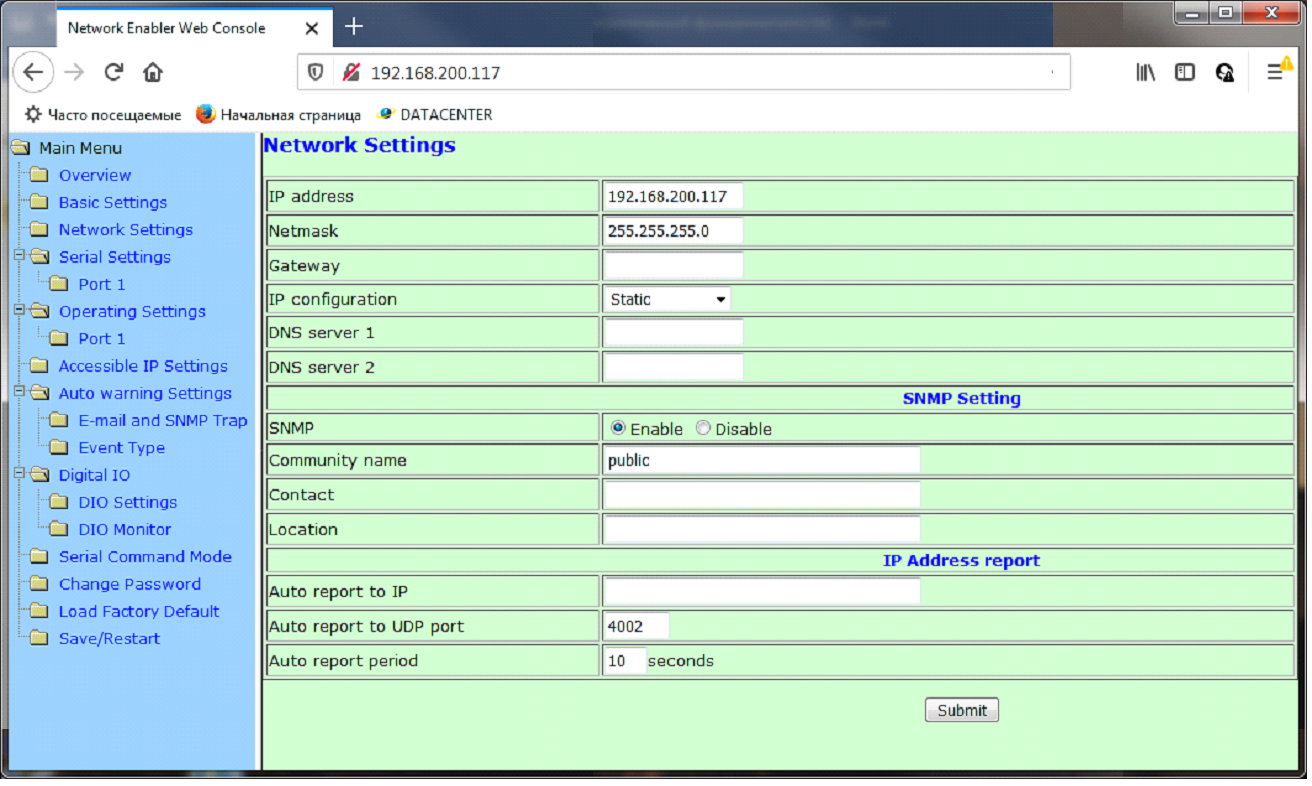 Network Enabler Web Console
192.168.200.117
Часто посещаемые Начальная страница DATACENTER
Main Menu
Overview
Basic Settings
Network Settings
Serial Settings
Port 1
Operating Settings
Port 1
Accessible IP Settings
Auto warning Settings
E-mail and SNMP Trap
Event Type
Digital IO
DIO Settings
DIO Monitor
Serial Command Mode
Change Password
Load Factory Default
Save/Restart
Network Settings
IP address 192.168.200.117
Netmask 255.255.255.0
Gateway
IP configuration Static
DNS server 1
DNS server 2
SNMP Setting
SNMP Enable Disable
Community name public
Contact
Location
IP Address report
Auto report to IP
Auto report to UDP port 4002
Auto report period 10 seconds
Submit